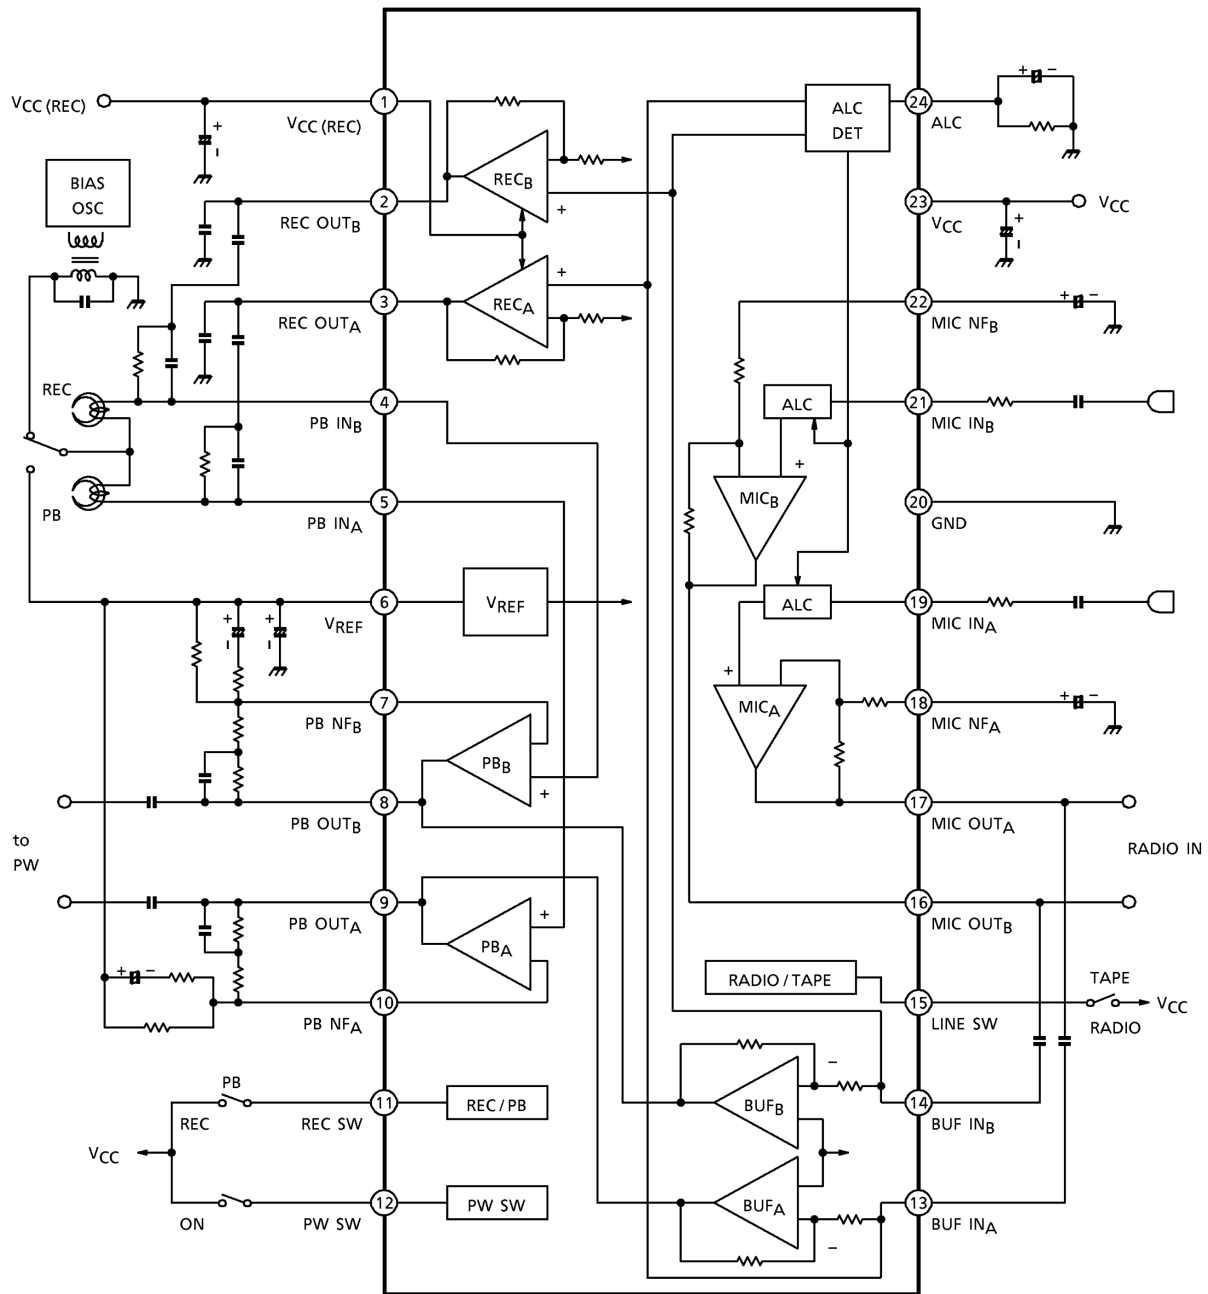 VCC (REC)
1
VCC (REC)
+
BIAS
OSC
2
REC OUTB
RECB
+
ALC
DET
24
ALC
+ −
23
VCC
VCC
+
3
REC OUTA
RECA
+
22
MIC NFB
+ −
REC
4
PB INB
ALC
21
MIC INB
+
MICB
PB
5
PB INA
20
GND
6
VREF
VREF
+ +
ALC
19
MIC INA
+
MICA
7
PB NFB
18
MIC NFA
+ −
PBB
+
8
PB OUTB
17
MIC OUTA
to
PW
RADIO IN
9
PB OUTA
PBA
+
16
MIC OUTB
+ −
10
PB NFA
RADIO / TAPE
15
LINE SW
TAPE
RADIO
VCC
PB
REC
11
REC SW
REC / PB
BUFB
−
14
BUF INB
VCC
ON
12
PW SW
PW SW
BUFA
−
13
BUF INA